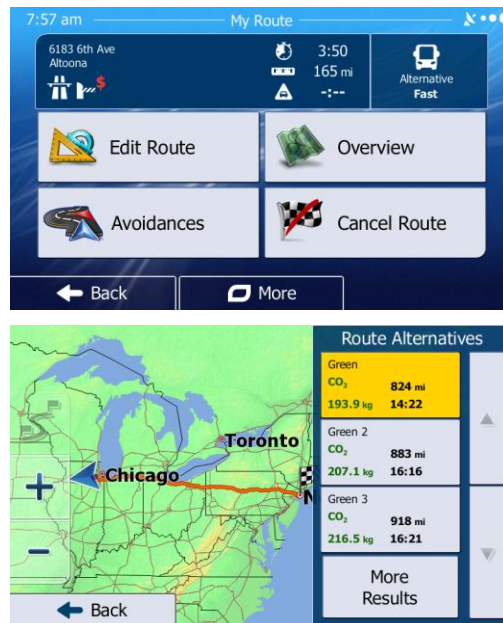 7:57 am
My Route
6183 6th Ave
Altoona
3:50
165 mi
-:--
Alternative
Fast
$
Edit Route
Overview
Avoidances
Cancel Route
Back
More
Toronto
Chicago
N
Back
Route Alternatives
Green
CO₂ 824 mi
193.9 kg 14:22
Green 2
CO₂ 883 mi
207.1 kg 16:16
Green 3
CO₂ 918 mi
216.5 kg 16:21
More
Results